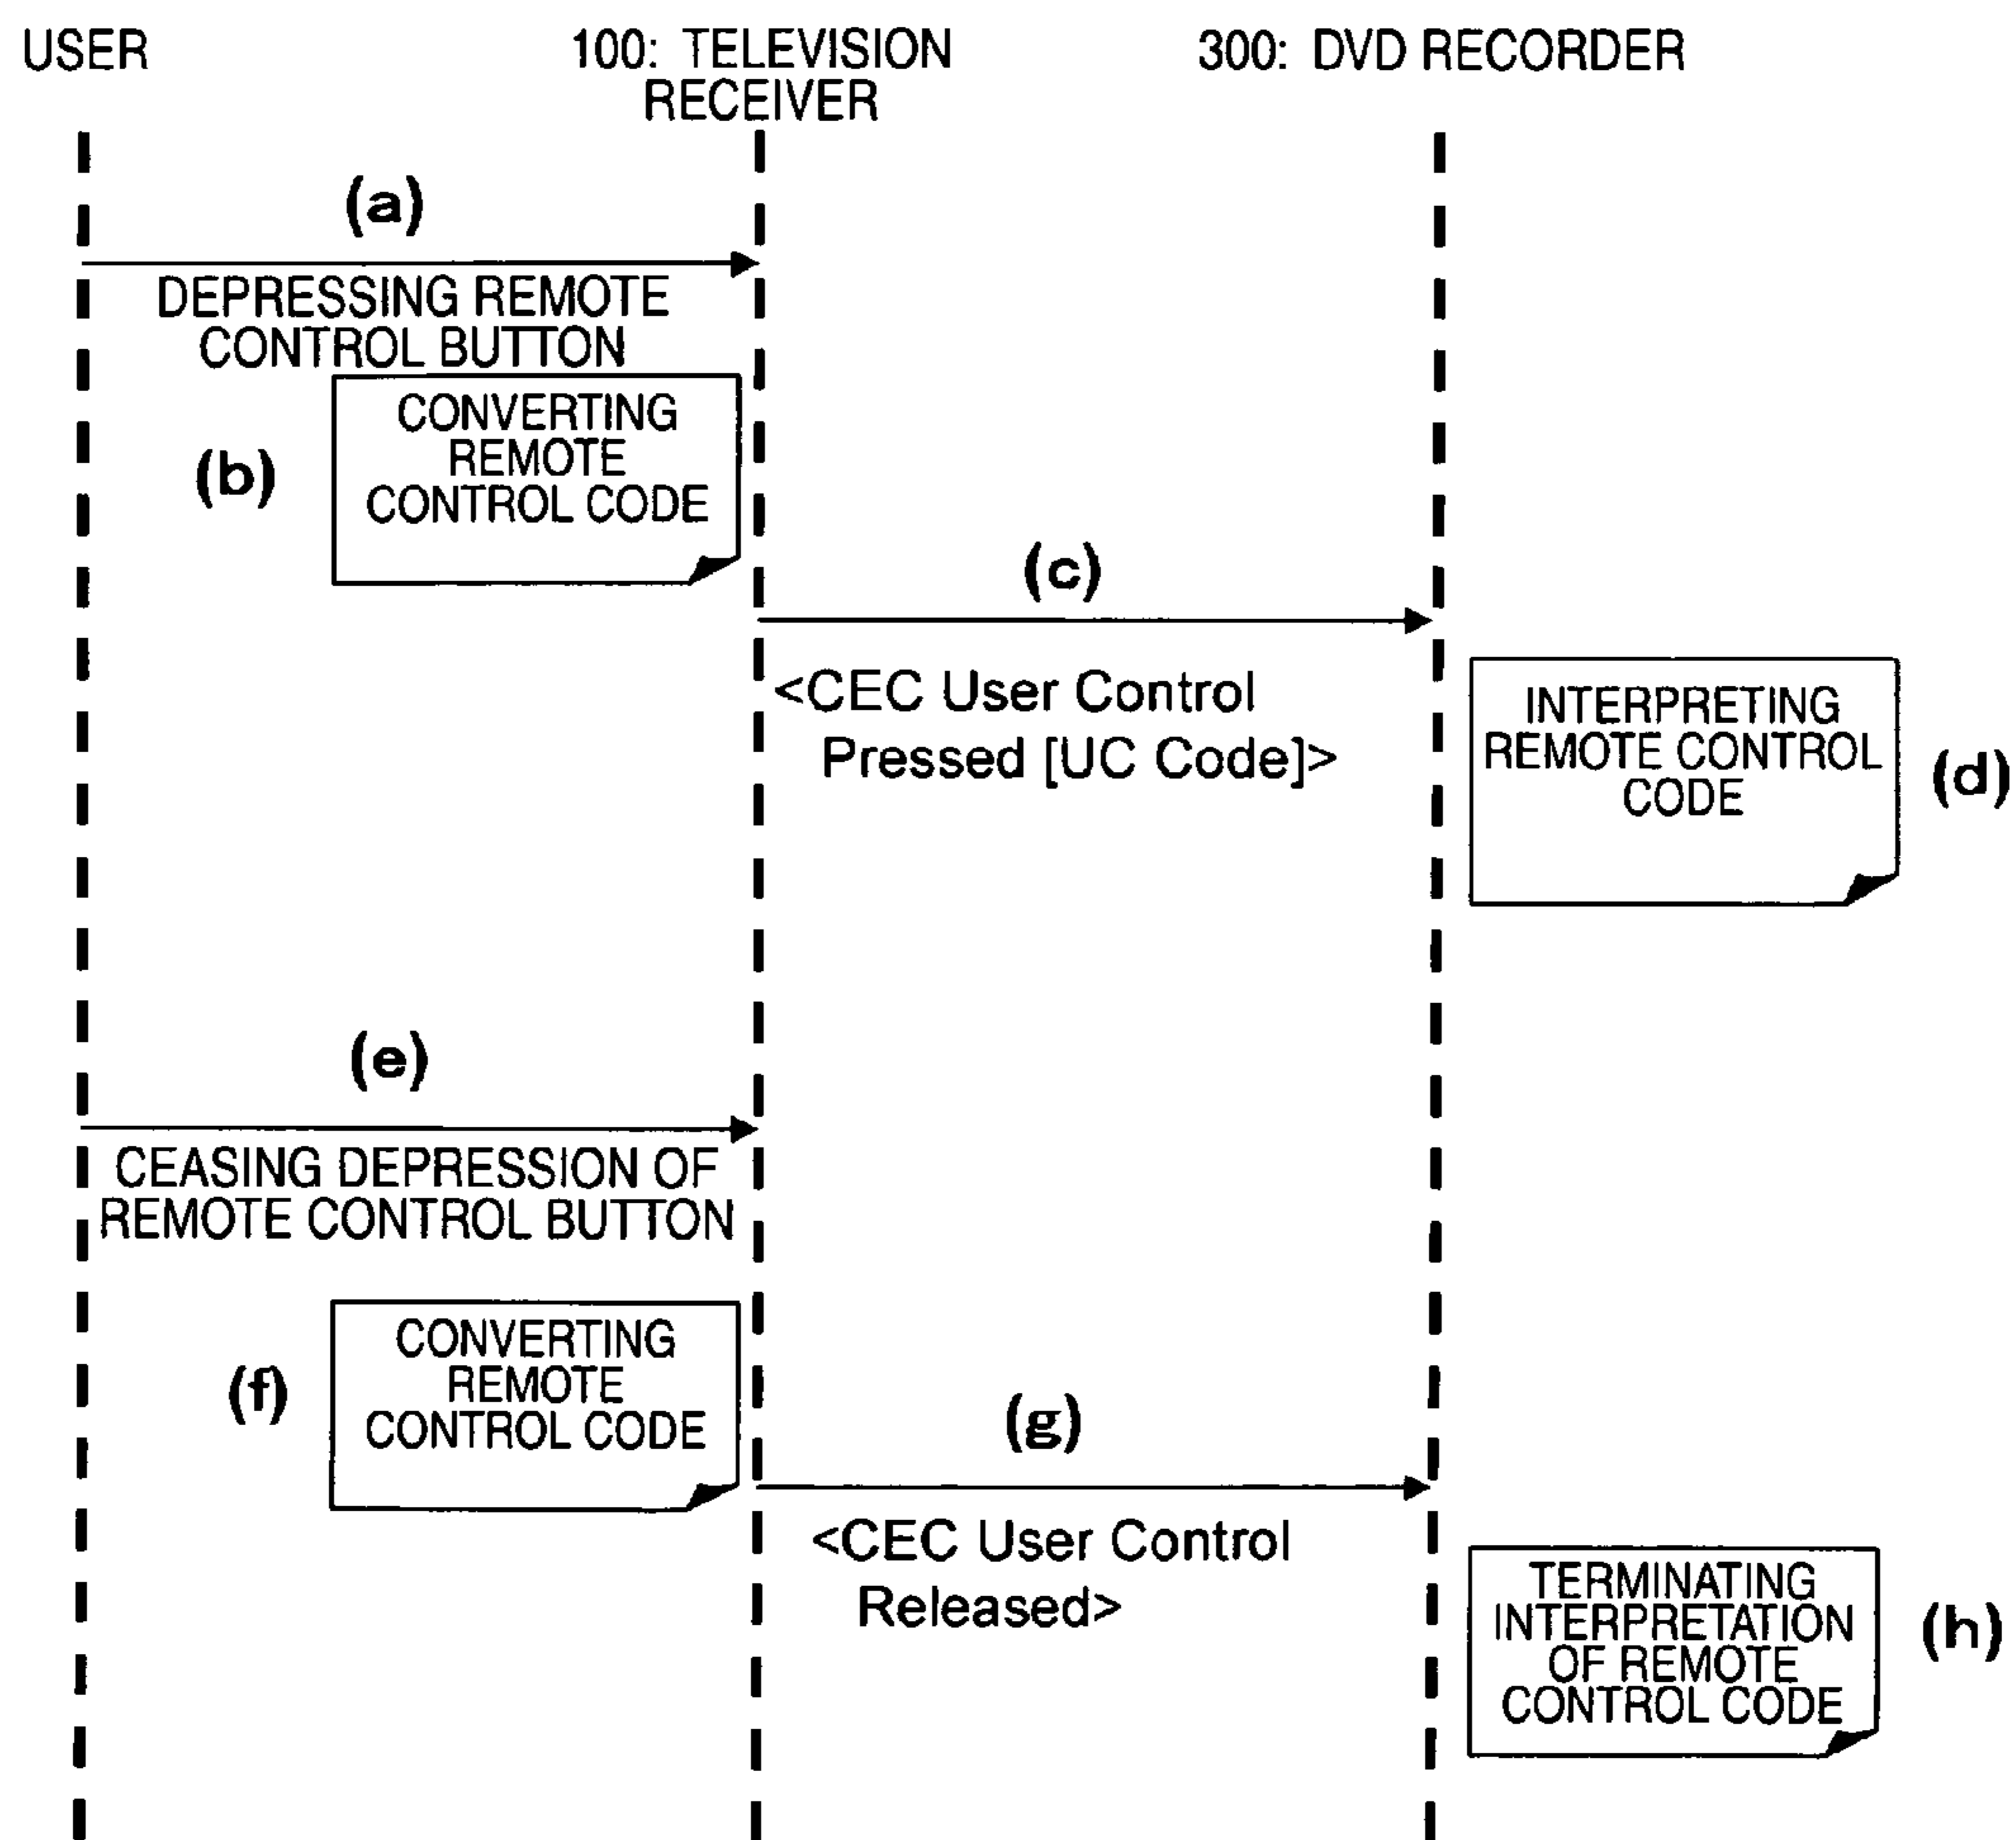 USER
100: TELEVISION
RECEIVER
300: DVD RECORDER
(a)
DEPRESSING REMOTE
CONTROL BUTTON
(b)
CONVERTING
REMOTE
CONTROL CODE
(c)
<CEC User Control
Pressed [UC Code]>
INTERPRETING
REMOTE CONTROL
CODE
(d)
(e)
CEASING DEPRESSION OF
REMOTE CONTROL BUTTON
(f)
CONVERTING
REMOTE
CONTROL CODE
(g)
<CEC User Control
Released>
TERMINATING
INTERPRETATION
OF REMOTE
CONTROL CODE
(h)